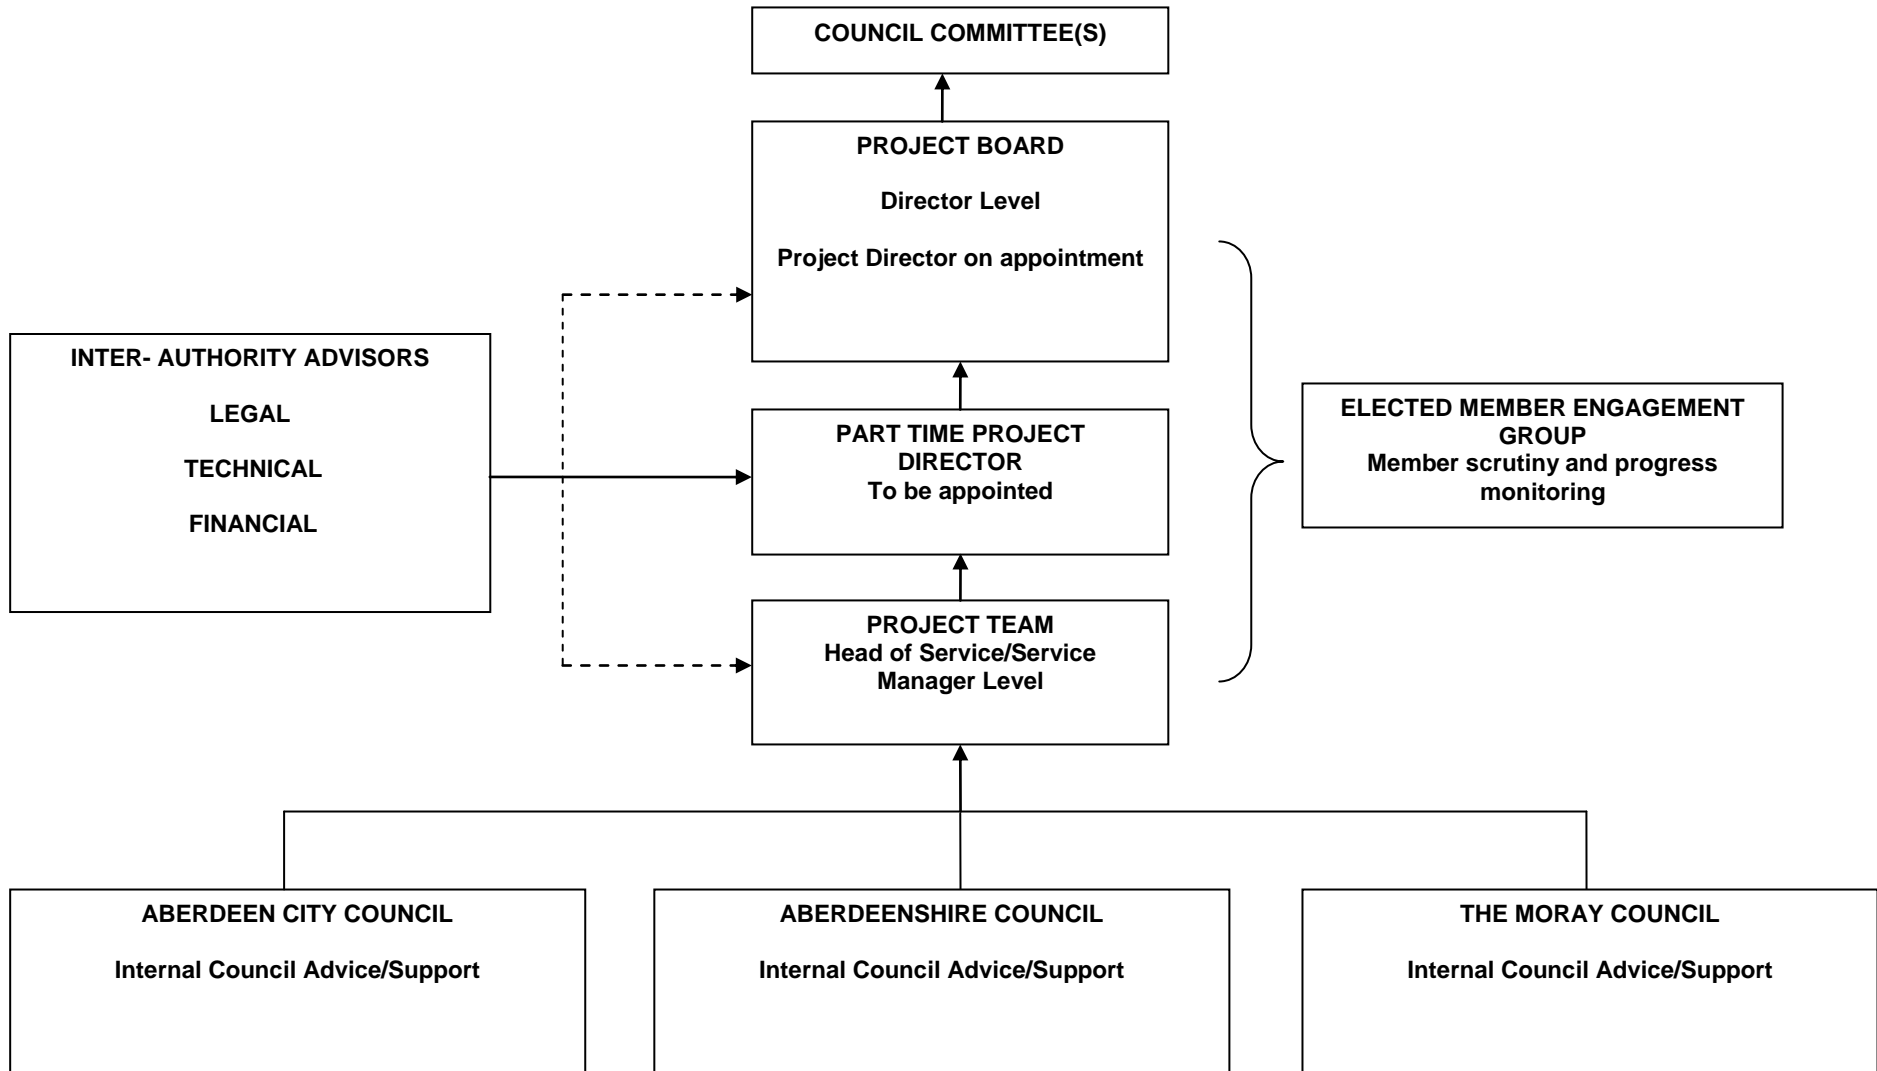 COUNCIL COMMITTEE(S)
PROJECT BOARD
Director Level
Project Director on appointment
INTER- AUTHORITY ADVISORS
LEGAL
TECHNICAL
FINANCIAL
PART TIME PROJECT
DIRECTOR
To be appointed
ELECTED MEMBER ENGAGEMENT
GROUP
Member scrutiny and progress
monitoring
PROJECT TEAM
Head of Service/Service
Manager Level
ABERDEEN CITY COUNCIL
Internal Council Advice/Support
ABERDEENSHIRE COUNCIL
Internal Council Advice/Support
THE MORAY COUNCIL
Internal Council Advice/Support